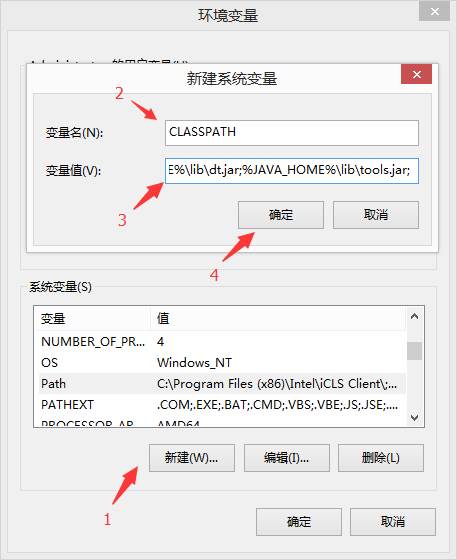 环境变量
Administrator 的用户变量(U)
新建系统变量
2
变量名(N):
CLASSPATH
变量值(V):
E%\lib\dt.jar;%JAVA_HOME%\lib\tools.jar;
3
确定
取消
4
系统变量(S)
变量
值
NUMBER_OF_PR...
4
OS
Windows_NT
Path
C:\Program Files (x86)\Intel\iCLS Client\;...
PATHEXT
.COM;.EXE;.BAT;.CMD;.VBS;.VBE;.JS;.JSE;....
PROCESSOR_AR
AMD64
新建(W)...
编辑(I)...
删除(L)
1
确定
取消